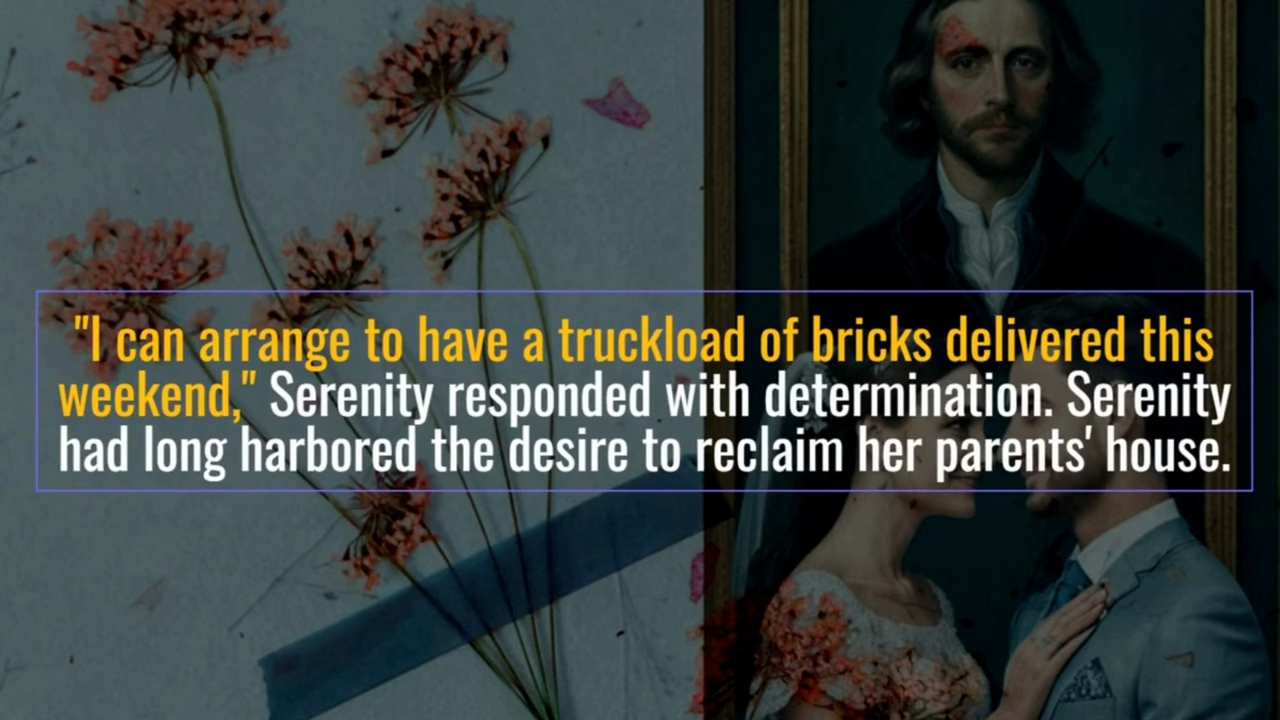 "I can arrange to have a truckload of bricks delivered this
weekend," Serenity responded with determination. Serenity
had long harbored the desire to reclaim her parents' house.